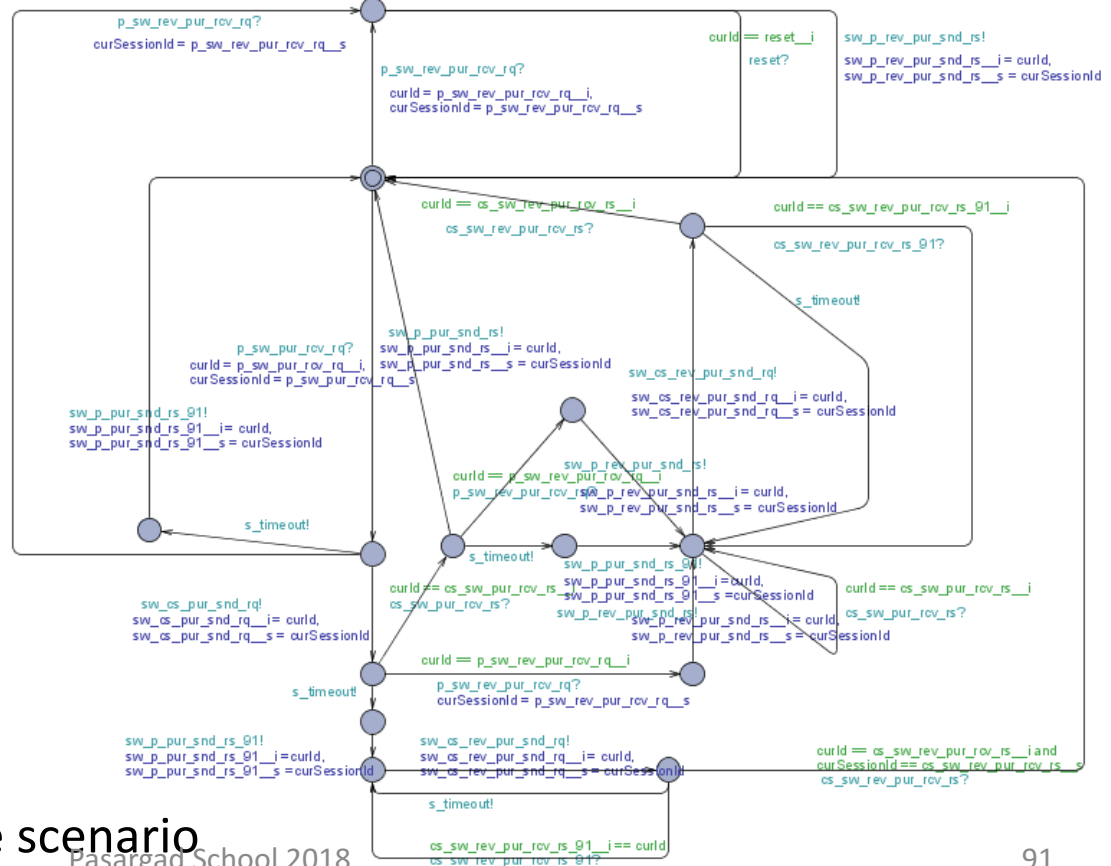 p_sw_rev_pur_rcv_rq?
curSessionId = p_sw_rev_pur_rcv_rq__s
p_sw_rev_pur_rcv_rq?
curId = p_sw_rev_pur_rcv_rq__i,
curSessionId = p_sw_rev_pur_rcv_rq__s
curId == reset__i
reset?
sw_p_rev_pur_snd_rs!
sw_p_rev_pur_snd_rs__i = curId,
sw_p_rev_pur_snd_rs__s = curSessionId
curId == cs_sw_rev_pur_rcv_rs__i
cs_sw_rev_pur_rcv_rs?
curId == cs_sw_rev_pur_rcv_rs_91__i
cs_sw_rev_pur_rcv_rs_91?
s_timeout!
p_sw_pur_rcv_rq?
curId = p_sw_pur_rcv_rq__i,
curSessionId = p_sw_pur_rcv_rq__s
sw_p_pur_snd_rs!
sw_p_pur_snd_rs__i = curId,
sw_p_pur_snd_rs__s = curSessionId
sw_cs_rev_pur_snd_rq!
sw_cs_rev_pur_snd_rq__i = curId,
sw_cs_rev_pur_snd_rq__s = curSessionId
sw_p_pur_snd_rs_91!
sw_p_pur_snd_rs_91__i = curId,
sw_p_pur_snd_rs_91__s = curSessionId
curId == p_sw_rev_pur_rcv_rq__i
sw_p_rev_pur_snd_rs!
sw_p_rev_pur_snd_rs__i = curId,
sw_p_rev_pur_snd_rs__s = curSessionId
s_timeout!
s_timeout!
sw_p_pur_snd_rs_91!
sw_p_pur_snd_rs_91__i =curId,
sw_p_pur_snd_rs_91__s =curSessionId
curId == cs_sw_pur_rcv_rs
cs_sw_pur_rcv_rs?
sw_p_rev_pur_snd_rs!
sw_p_rev_pur_snd_rs__i = curId,
sw_p_rev_pur_snd_rs__s = curSessionId
curId == cs_sw_pur_rcv_rs__i
cs_sw_pur_rcv_rs?
sw_cs_pur_snd_rq!
sw_cs_pur_snd_rq__i = curId,
sw_cs_pur_snd_rq__s = curSessionId
curId == p_sw_rev_pur_rcv_rq__i
p_sw_rev_pur_rcv_rq?
curSessionId = p_sw_rev_pur_rcv_rq__s
s_timeout!
sw_p_pur_snd_rs_91!
sw_p_pur_snd_rs_91__i =curId,
sw_p_pur_snd_rs_91__s =curSessionId
sw_cs_rev_pur_snd_rq!
sw_cs_rev_pur_snd_rq__i = curId,
sw_cs_rev_pur_snd_rq__s = curSessionId
curId == cs_sw_rev_pur_rcv_rs__i and
curSessionId == cs_sw_rev_pur_rcv_rs__s
cs_sw_rev_pur_rcv_rs?
s_timeout!
cs_sw_rev_pur_rcv_rs_91__i == curId
cs_sw_rev_pur_rcv_rs_91?
e scenario
Pasargad School 2018
91